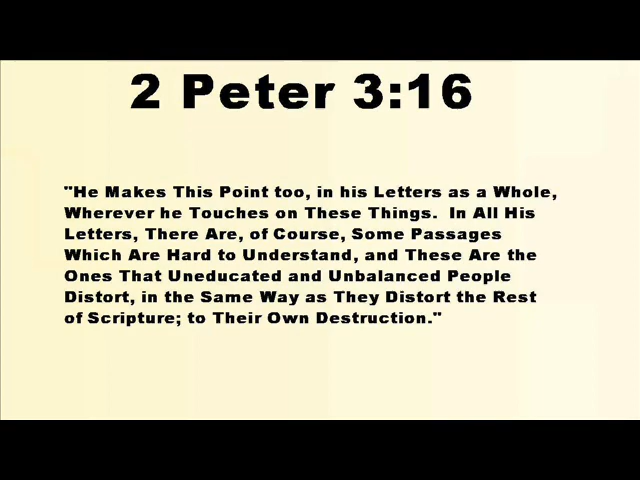 2 Peter 3:16
"He Makes This Point too, in his Letters as a Whole,
Wherever he Touches on These Things.  In All His
Letters, There Are, of Course, Some Passages
Which Are Hard to Understand, and These Are the
Ones That Uneducated and Unbalanced People
Distort, in the Same Way as They Distort the Rest
of Scripture; to Their Own Destruction."